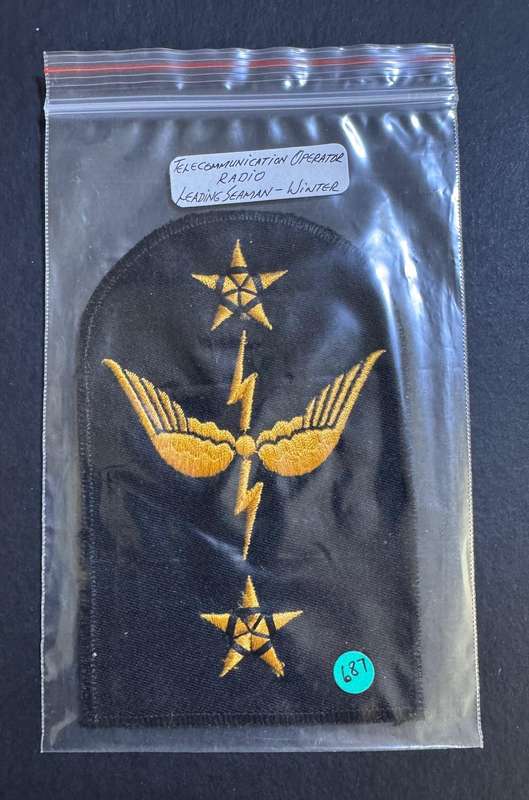 TELECOMMUNICATION OPERATOR
RADIO
LEADING SEAMAN - WINTER
687